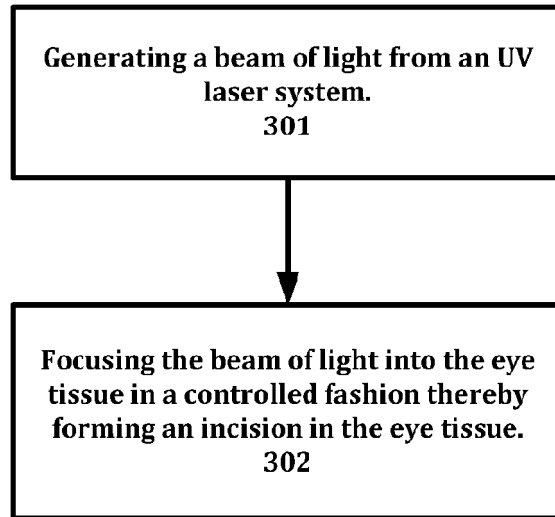 Generating a beam of light from an UV
laser system.
301
Focusing the beam of light into the eye
tissue in a controlled fashion thereby
forming an incision in the eye tissue.
302